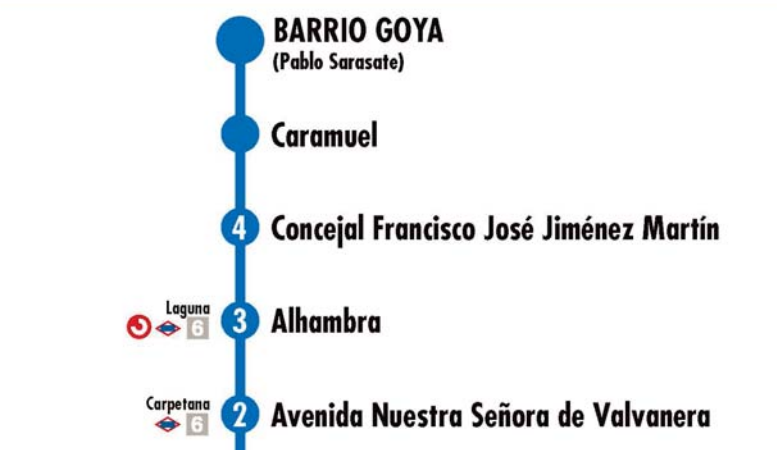 BARRIO GOYA
(Pablo Sarasate)
Caramuel
4 Concejal Francisco José Jiménez Martín
Laguna
6 3 Alhambra
Carpetana
6 2 Avenida Nuestra Señora de Valvanera